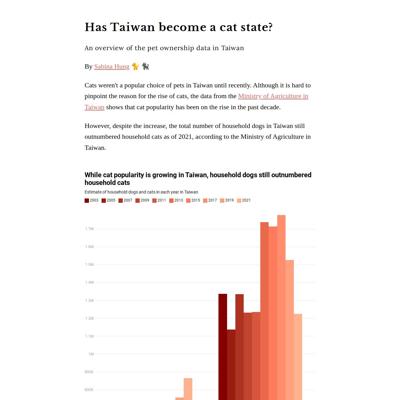 Has Taiwan become a cat state?
An overview of the pet ownership data in Taiwan
By Sabina Hung 🐈 🐈‍⬛
Cats weren't a popular choice of pets in Taiwan until recently. Although it is hard to
pinpoint the reason for the rise of cats, the data from the Ministry of Agriculture in
Taiwan shows that cat popularity has been on the rise in the past decade.
However, despite the increase, the total number of household dogs in Taiwan still
outnumbered household cats as of 2021, according to the Ministry of Agriculture in
Taiwan.
While cat popularity is growing in Taiwan, household dogs still outnumbered
household cats
Estimate of household dogs and cats in each year in Taiwan
2003 2005 2007 2009 2011 2013 2015 2017 2019 2021
1.7M
1.6M
1.5M
1.4M
1.3M
1.2M
1.1M
1M
900K
800K